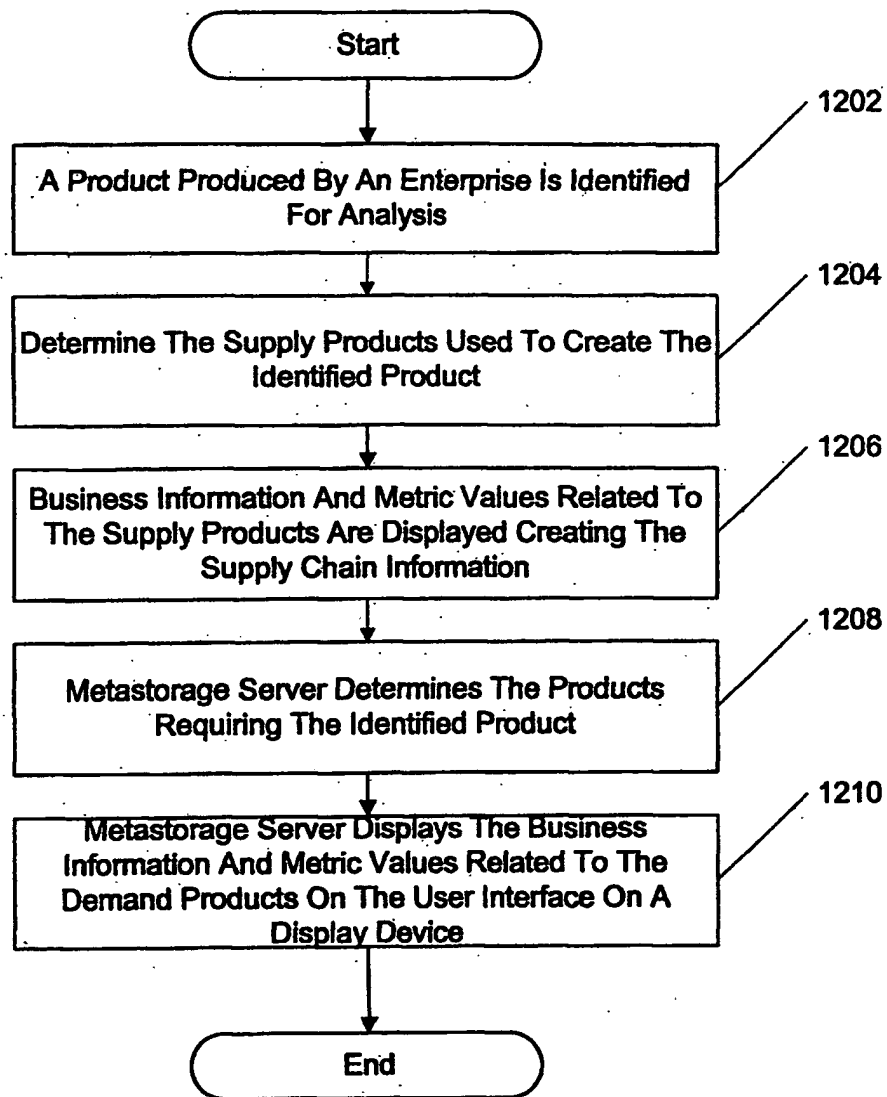 Start
1202
A Product Produced By An Enterprise Is Identified
For Analysis
1204
Determine The Supply Products Used To Create The
Identified Product
1206
Business Information And Metric Values Related To
The Supply Products Are Displayed Creating The
Supply Chain Information
1208
Metastorage Server Determines The Products
Requiring The Identified Product
1210
Metastorage Server Displays The Business
Information And Metric Values Related To The
Demand Products On The User Interface On A
Display Device
End